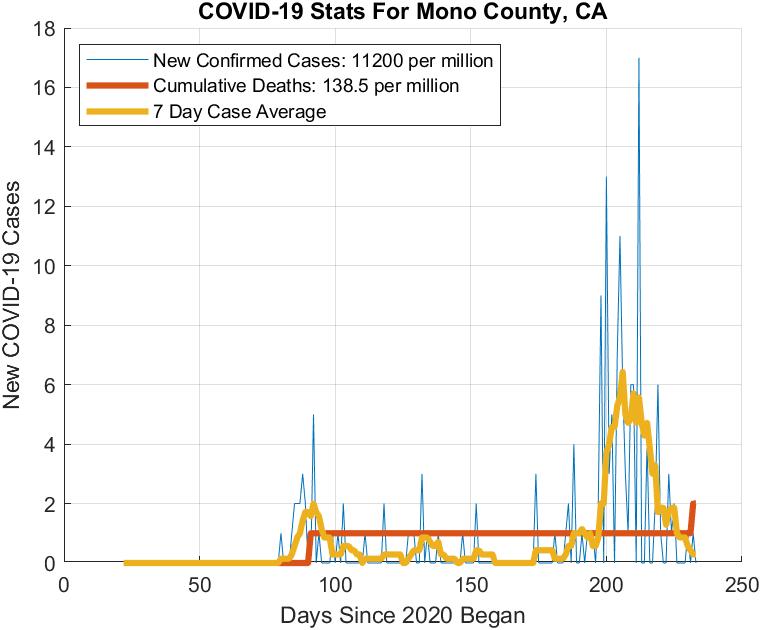 COVID-19 Stats For Mono County, CA
New Confirmed Cases: 11200 per million
Cumulative Deaths: 138.5 per million
7 Day Case Average
New COVID-19 Cases
18
16
14
12
10
8
6
4
2
0
0 50 100 150 200 250
Days Since 2020 Began